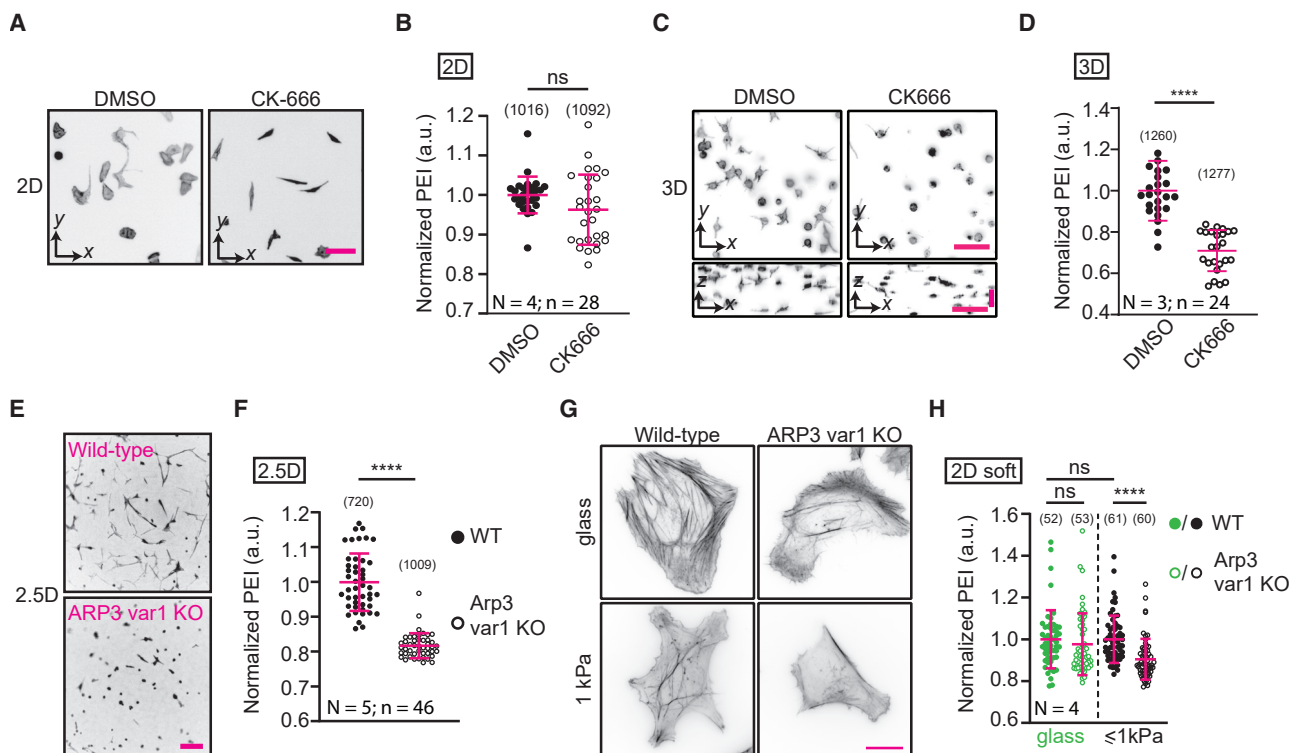 A
DMSO
CK-666
2D
y
x
y
x
B
2D
ns
(1016)
(1092)
Normalized PEI (a.u.)
1.2
1.1
1.0
0.9
0.8
0.7
N = 4; n = 28
DMSO
CK666
C
DMSO
CK666
3D
y
x
y
x
z
x
z
x
D
3D
****
(1260)
(1277)
Normalized PEI (a.u.)
1.4
1.2
1.0
0.8
0.6
0.4
N = 3; n = 24
DMSO
CK666
E
Wild-type
2.5D
ARP3 var1 KO
F
2.5D
****
(720)
(1009)
Normalized PEI (a.u.)
1.2
1.1
1.0
0.9
0.8
0.7
0.6
N = 5; n = 46
WT
Arp3
var1 KO
G
Wild-type
ARP3 var1 KO
glass
1 kPa
H
2D soft
ns
ns
****
(52)
(53)
(61)
(60)
Normalized PEI (a.u.)
1.6
1.4
1.2
1.0
0.8
0.6
N = 4
glass
⩽1kPa
/ WT
/ Arp3
var1 KO